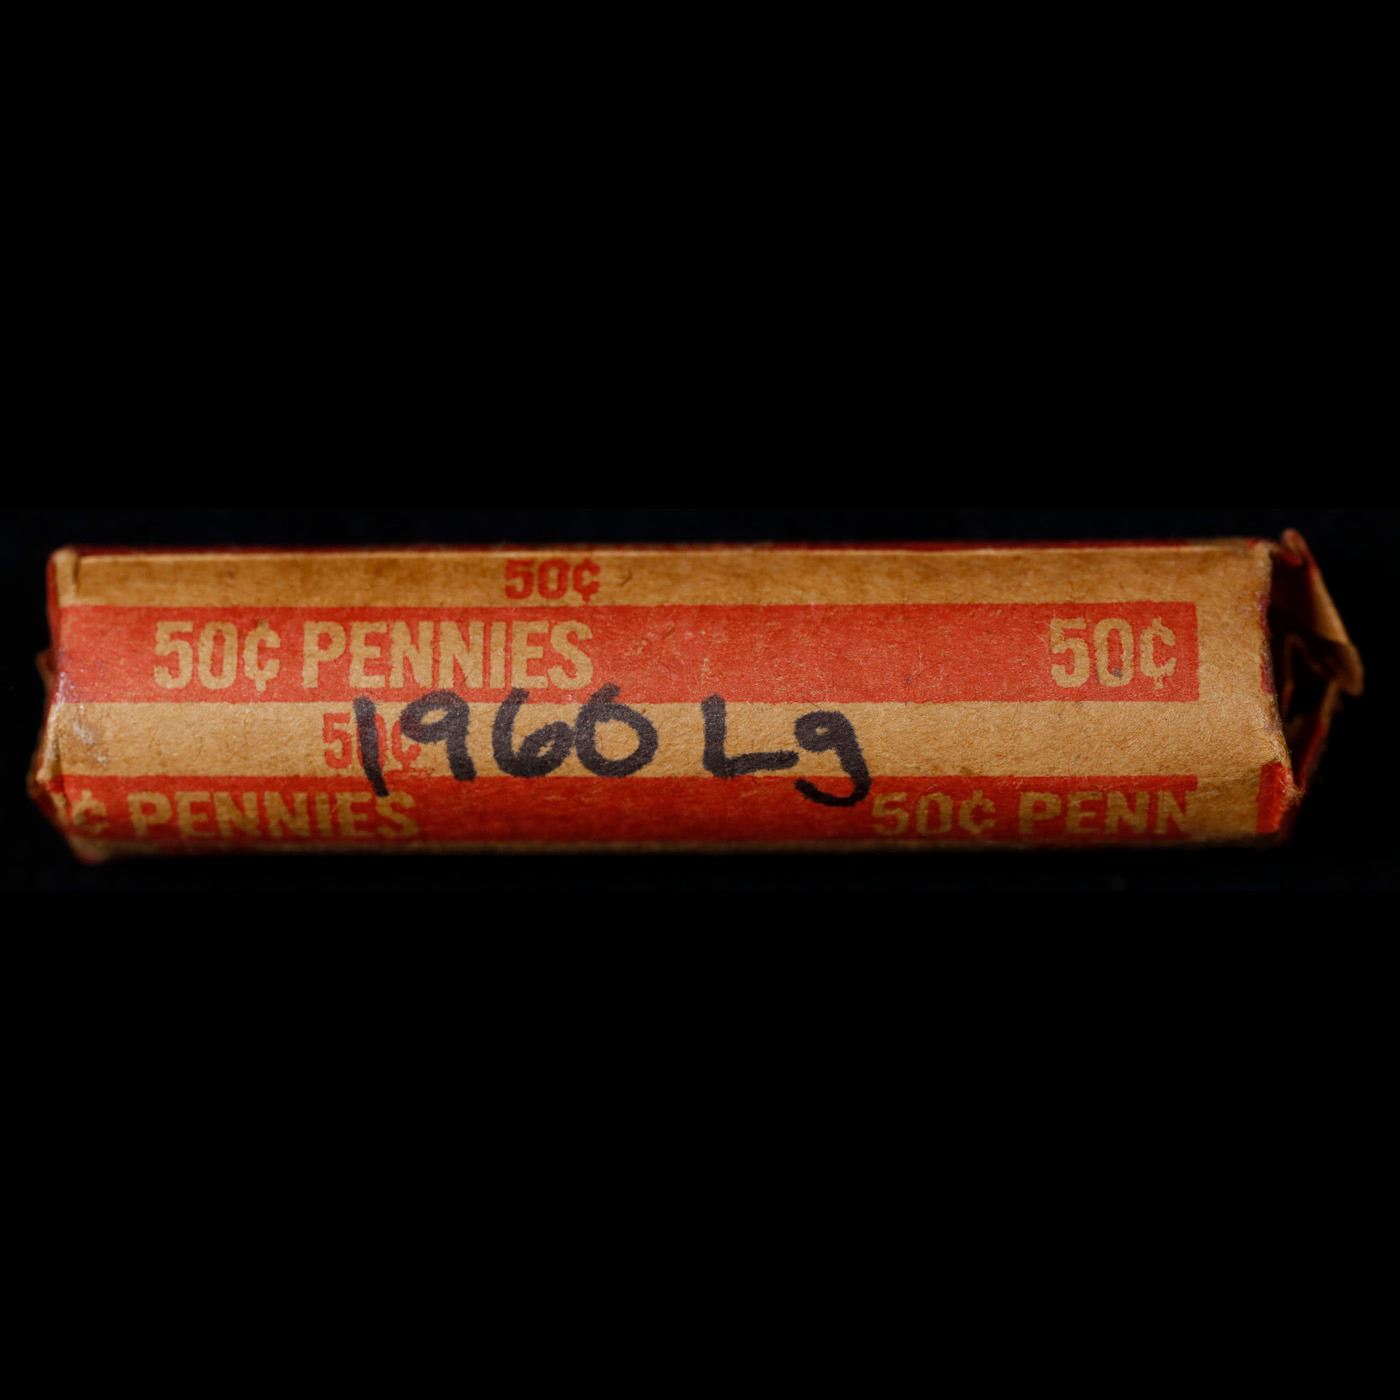 50¢
50¢ PENNIES 50¢
50¢
1960 Lg
¢ PENNIES 50¢ PENN